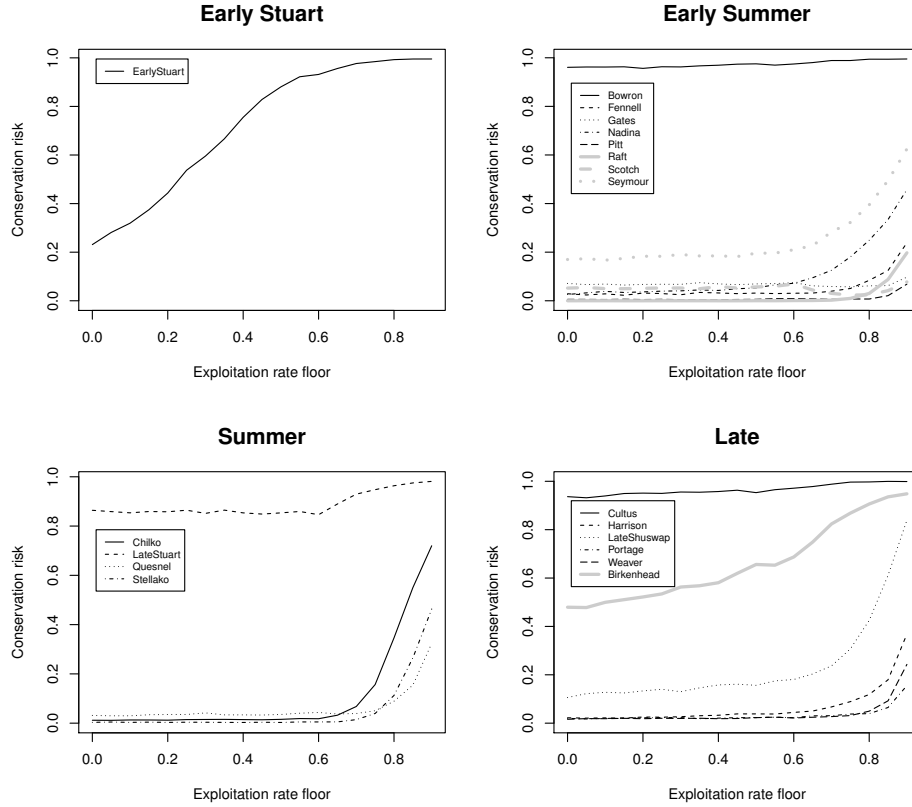 Early Stuart
Conservation risk
1.0
0.8
0.6
0.4
0.2
0.0
EarlyStuart
0.0 0.2 0.4 0.6 0.8
Exploitation rate floor
Early Summer
Conservation risk
1.0
0.8
0.6
0.4
0.2
0.0
Bowron
Fennell
Gates
Nadina
Pitt
Raft
Scotch
Seymour
0.0 0.2 0.4 0.6 0.8
Exploitation rate floor
Summer
Conservation risk
1.0
0.8
0.6
0.4
0.2
0.0
Chilko
LateStuart
Quesnel
Stellako
0.0 0.2 0.4 0.6 0.8
Exploitation rate floor
Late
Conservation risk
1.0
0.8
0.6
0.4
0.2
0.0
Cultus
Harrison
LateShuswap
Portage
Weaver
Birkenhead
0.0 0.2 0.4 0.6 0.8
Exploitation rate floor